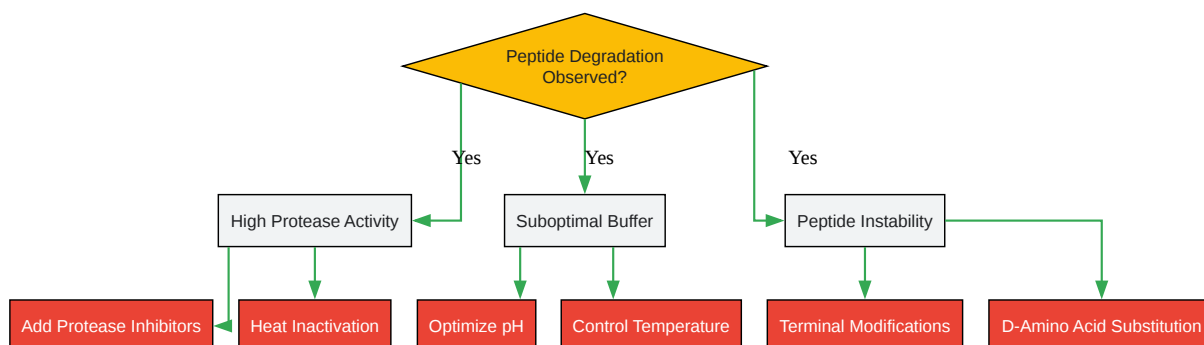 Peptide Degradation
Observed?
Yes
Yes
Yes
High Protease Activity
Suboptimal Buffer
Peptide Instability
Add Protease Inhibitors
Heat Inactivation
Optimize pH
Control Temperature
Terminal Modifications
D-Amino Acid Substitution